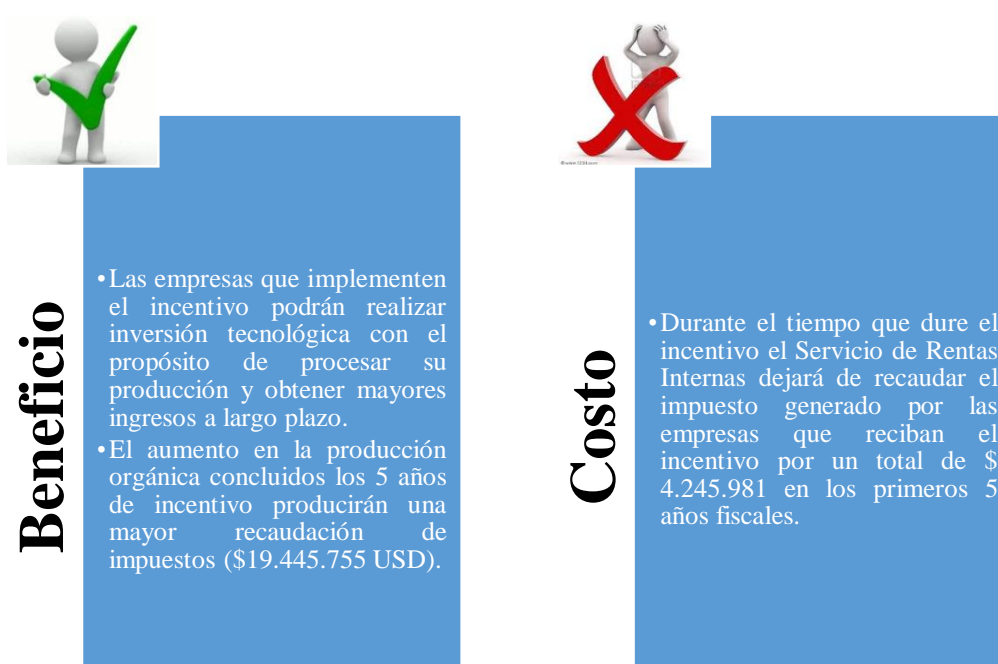 Beneficio
•Las empresas que implementen
el incentivo podrán realizar
inversión tecnológica con el
propósito de procesar su
producción y obtener mayores
ingresos a largo plazo.
•El aumento en la producción
orgánica concluidos los 5 años
de incentivo producirán una
mayor recaudación de
impuestos ($19.445.755 USD).
Costo
•Durante el tiempo que dure el
incentivo el Servicio de Rentas
Internas dejará de recaudar el
impuesto generado por las
empresas que reciban el
incentivo por un total de $
4.245.981 en los primeros 5
años fiscales.